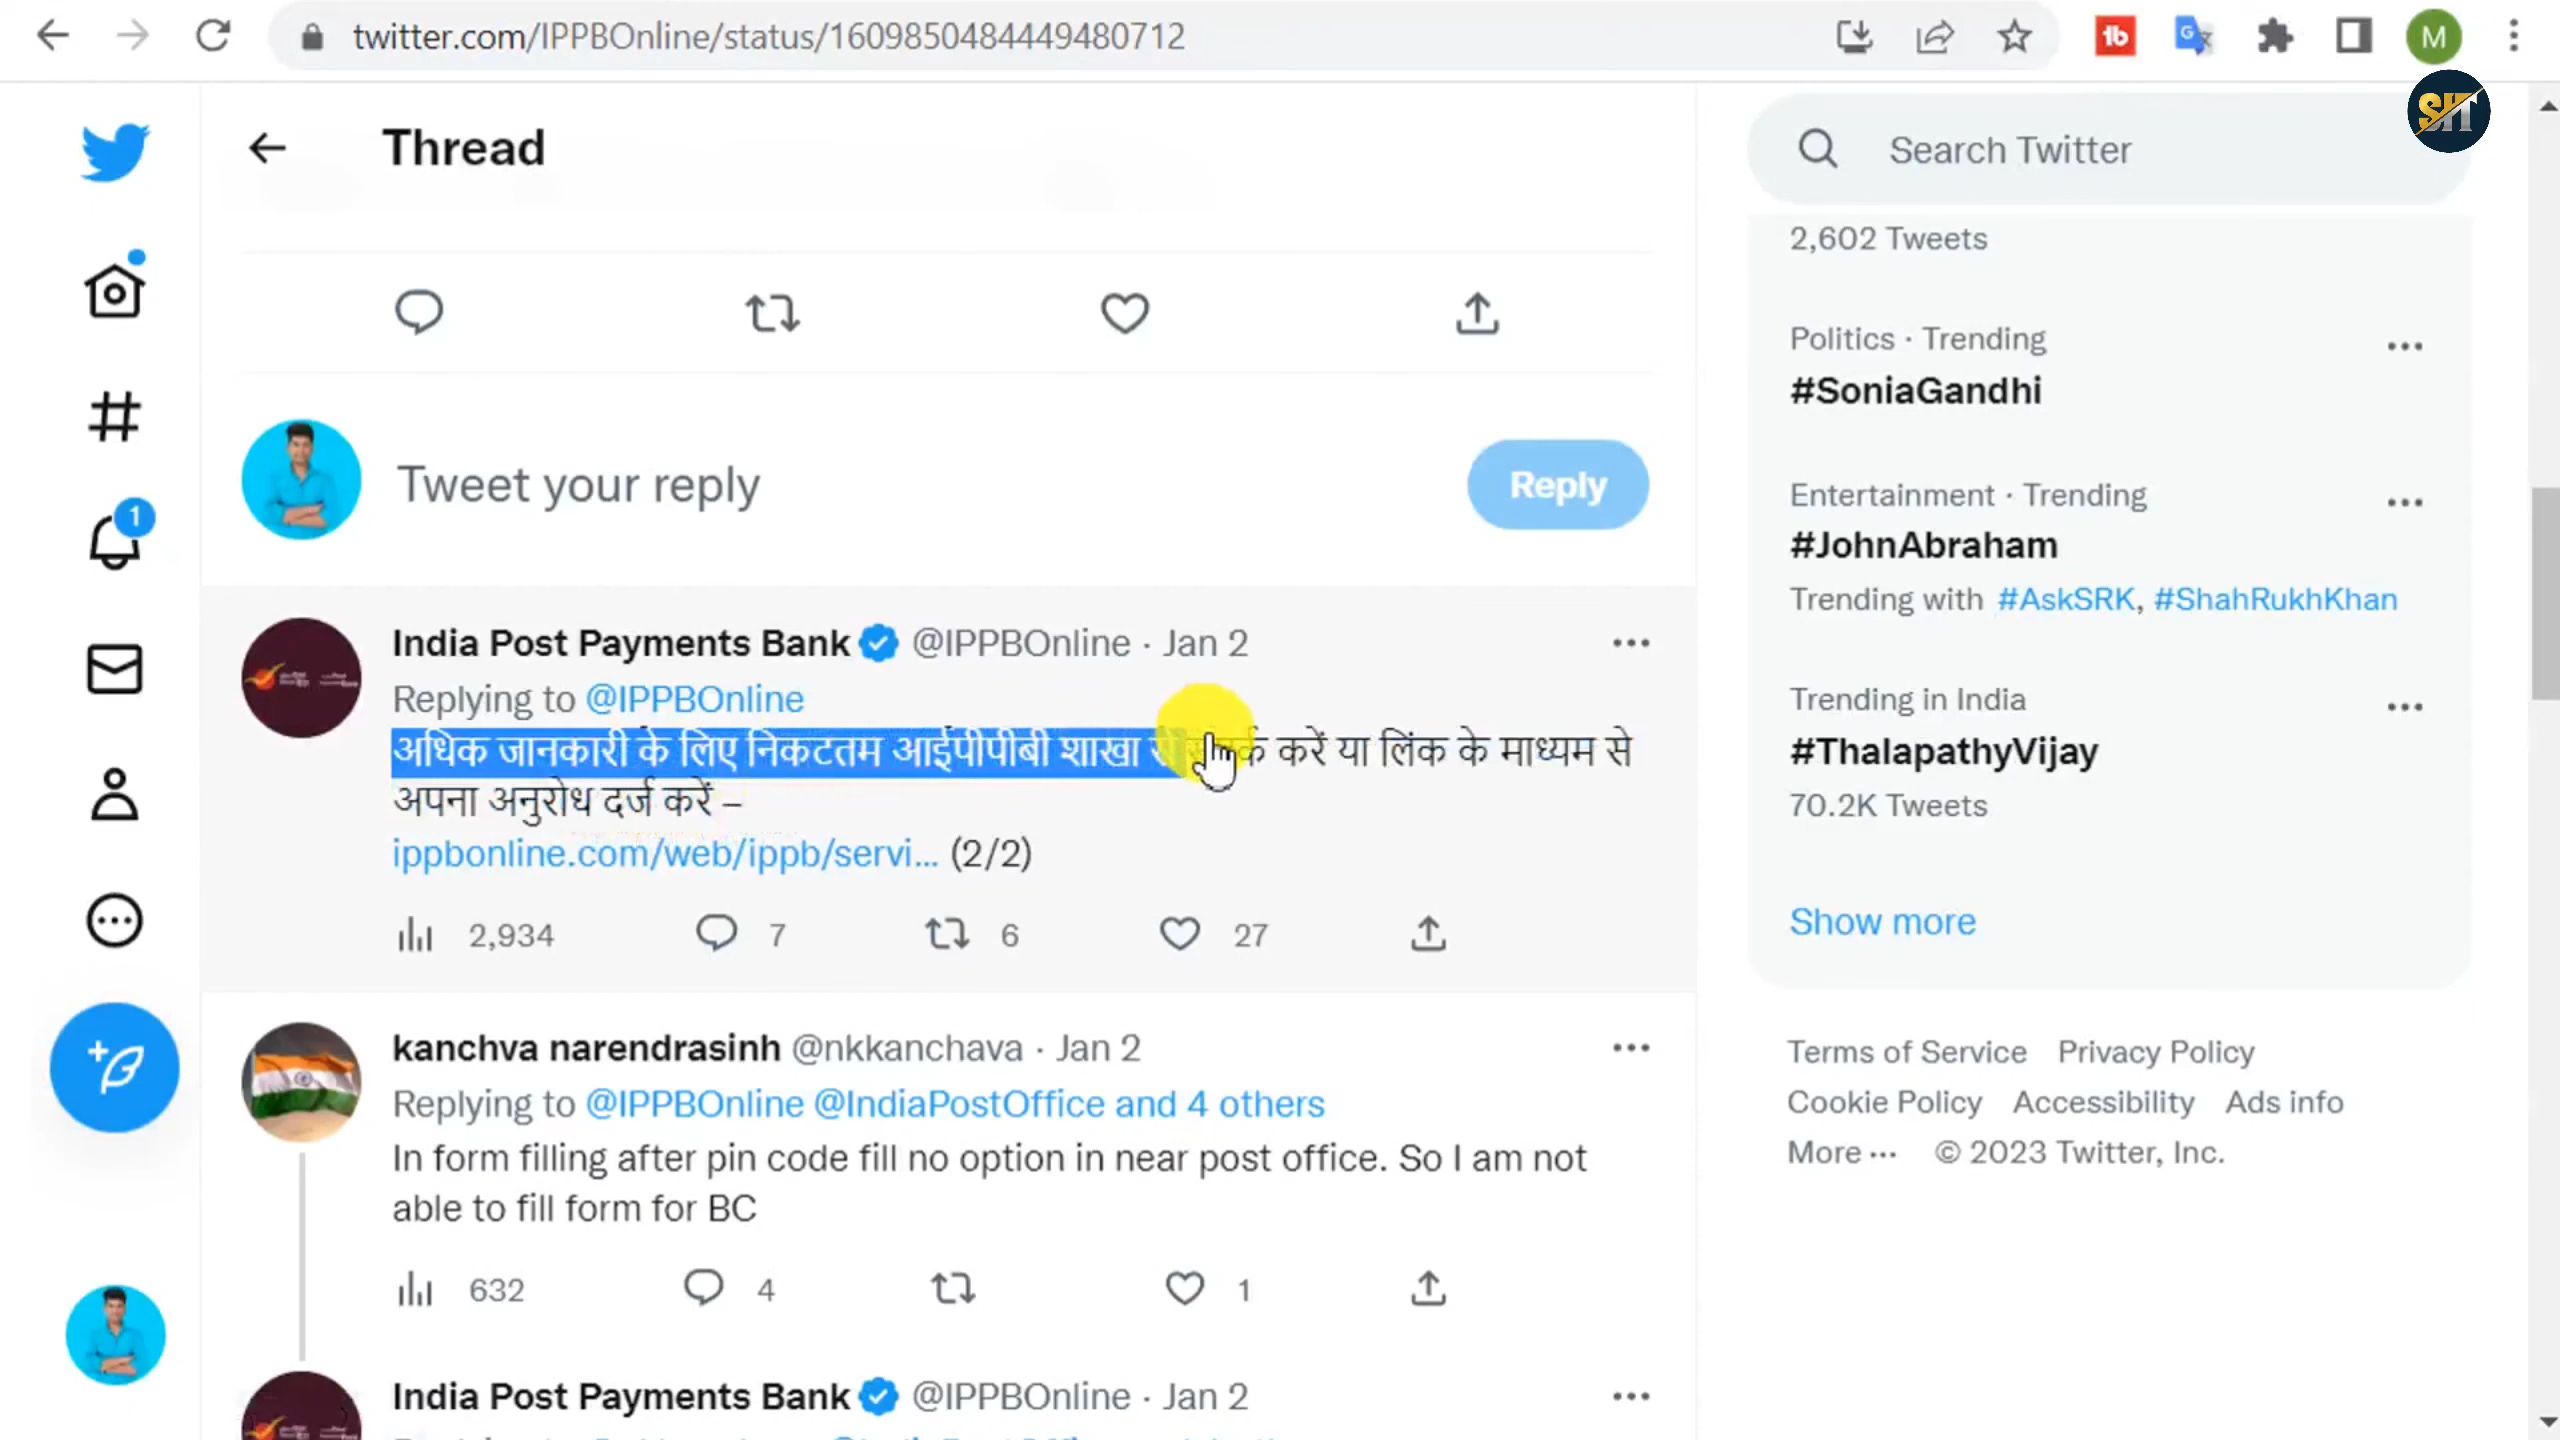 twitter.com/IPPBOnline/status/1609850484449480712
M
SHT
Thread
Search Twitter
2,602 Tweets
Politics · Trending
#SoniaGandhi
Tweet your reply
Reply
Entertainment · Trending
#JohnAbraham
Trending with #AskSRK, #ShahRukhKhan
1
India Post Payments Bank @IPPBOnline · Jan 2
Replying to @IPPBOnline
अधिक जानकारी के लिए निकटतम आईपीपीबी शाखा करें या लिंक के माध्यम से
अपना अनुरोध दर्ज करें –
ippbonline.com/web/ippb/servi... (2/2)
2,934 7 6 27
Trending in India
#ThalapathyVijay
70.2K Tweets
Show more
kanchva narendrasinh @nkkanchava · Jan 2
Replying to @IPPBOnline @IndiaPostOffice and 4 others
In form filling after pin code fill no option in near post office. So I am not
able to fill form for BC
632 4 1
Terms of Service Privacy Policy
Cookie Policy Accessibility Ads info
More ··· © 2023 Twitter, Inc.
India Post Payments Bank @IPPBOnline · Jan 2